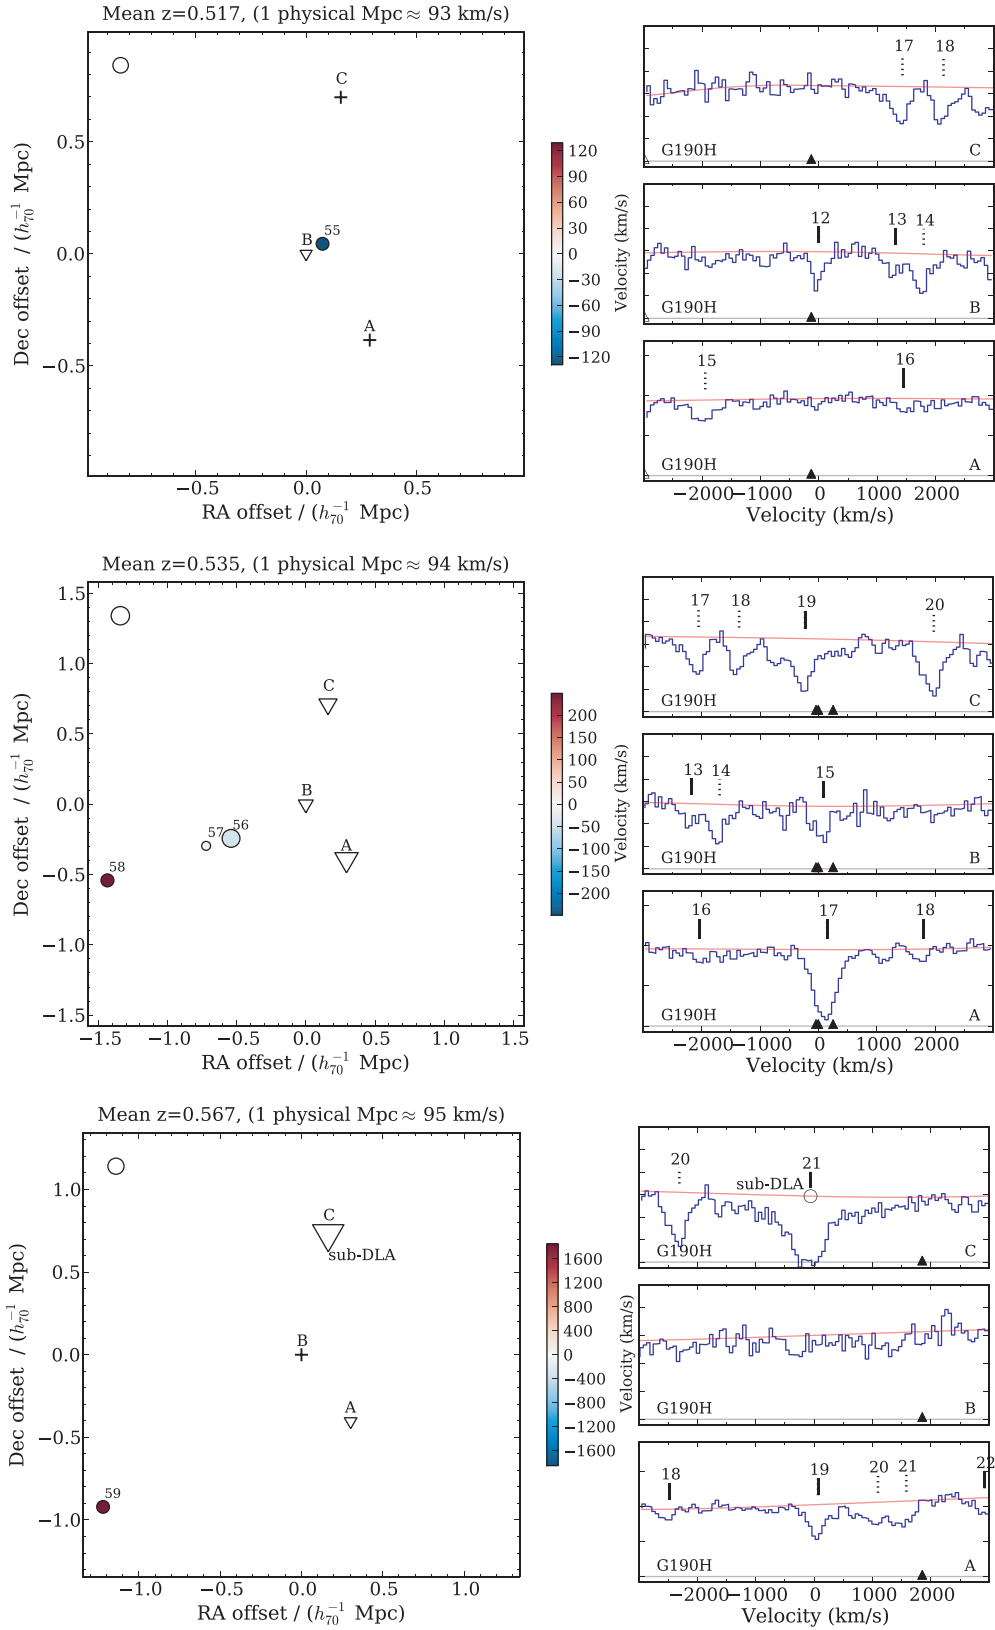 Mean z=0.517, (1 physical Mpc≈ 93 km/s)
C
B
55
A
0.5
0.0
−0.5
−0.5
0.0
0.5
Dec offset / (h₇₀⁻¹ Mpc)
RA offset / (h₇₀⁻¹ Mpc)
120
90
60
30
0
−30
−60
−90
−120
Velocity (km/s)
17
18
G190H
C
12
13
14
G190H
B
15
16
G190H
A
−2000
−1000
0
1000
2000
Velocity (km/s)
Mean z=0.535, (1 physical Mpc≈ 94 km/s)
C
B
57
56
A
58
1.5
1.0
0.5
0.0
−0.5
−1.0
−1.5
−1.5
−1.0
−0.5
0.0
0.5
1.0
1.5
Dec offset / (h₇₀⁻¹ Mpc)
RA offset / (h₇₀⁻¹ Mpc)
200
150
100
50
0
−50
−100
−150
−200
Velocity (km/s)
17
18
19
20
G190H
C
13
14
15
G190H
B
16
17
18
G190H
A
−2000
−1000
0
1000
2000
Velocity (km/s)
Mean z=0.567, (1 physical Mpc≈ 95 km/s)
C
sub-DLA
B
A
59
1.0
0.5
0.0
−0.5
−1.0
−1.0
−0.5
0.0
0.5
1.0
Dec offset / (h₇₀⁻¹ Mpc)
RA offset / (h₇₀⁻¹ Mpc)
1600
1200
800
400
0
−400
−800
−1200
−1600
Velocity (km/s)
20
21
sub-DLA
G190H
C
G190H
B
18
19
20
21
22
G190H
A
−2000
−1000
0
1000
2000
Velocity (km/s)